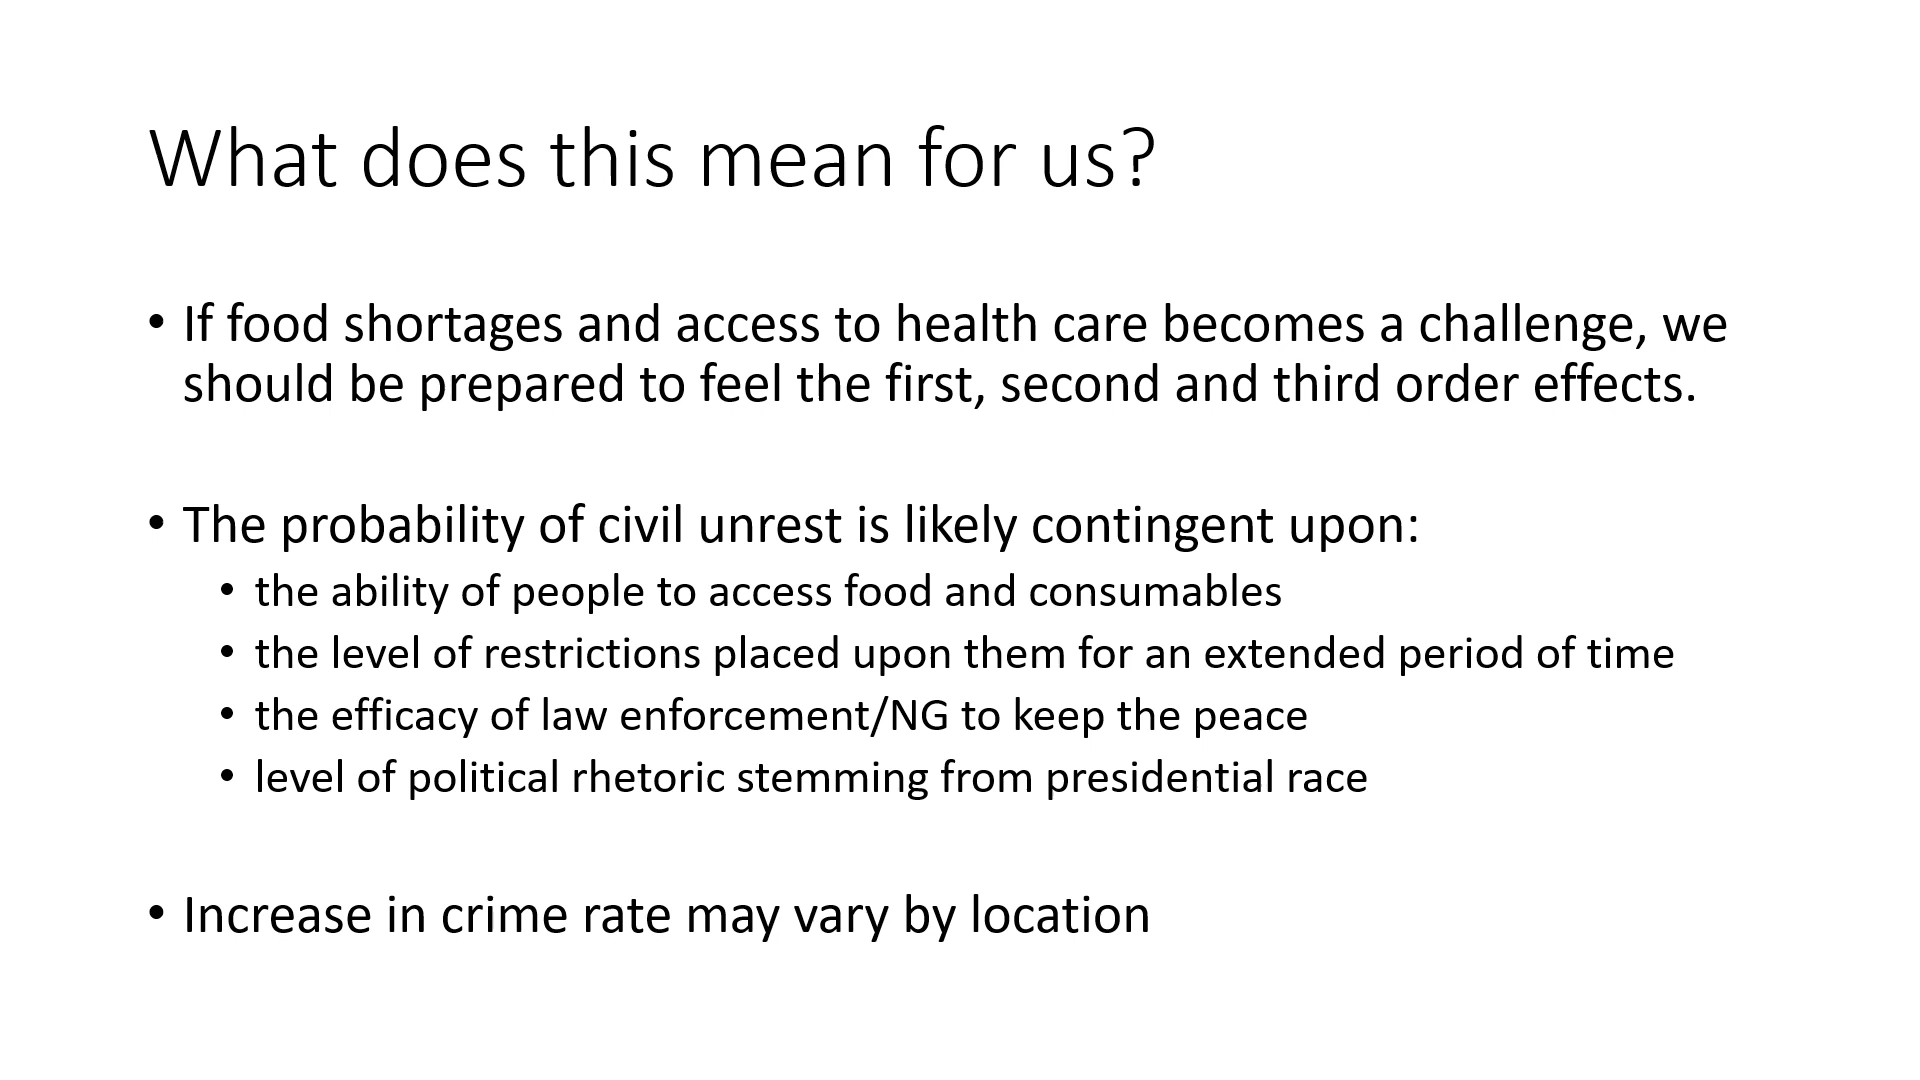 What does this mean for us?
• If food shortages and access to health care becomes a challenge, we
should be prepared to feel the first, second and third order effects.
• The probability of civil unrest is likely contingent upon:
• the ability of people to access food and consumables
• the level of restrictions placed upon them for an extended period of time
• the efficacy of law enforcement/NG to keep the peace
• level of political rhetoric stemming from presidential race
• Increase in crime rate may vary by location